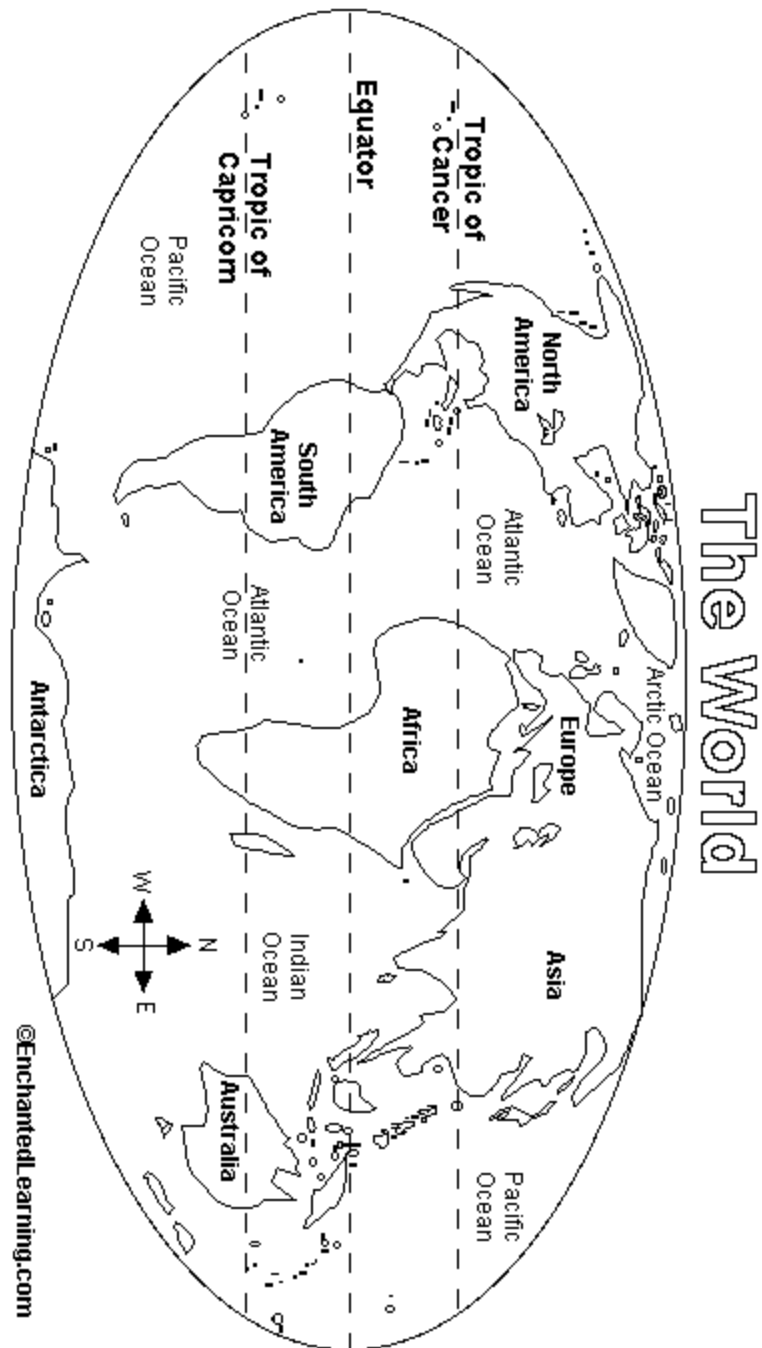 The World
Arctic Ocean
North
America
Europe
Asia
Atlantic
Ocean
Pacific
Ocean
Tropic of
Cancer
Africa
Equator
South
America
Indian
Ocean
Atlantic
Ocean
Tropic of
Capricorn
Australia
Pacific
Ocean
N
W
E
S
Antarctica
©EnchantedLearning.com